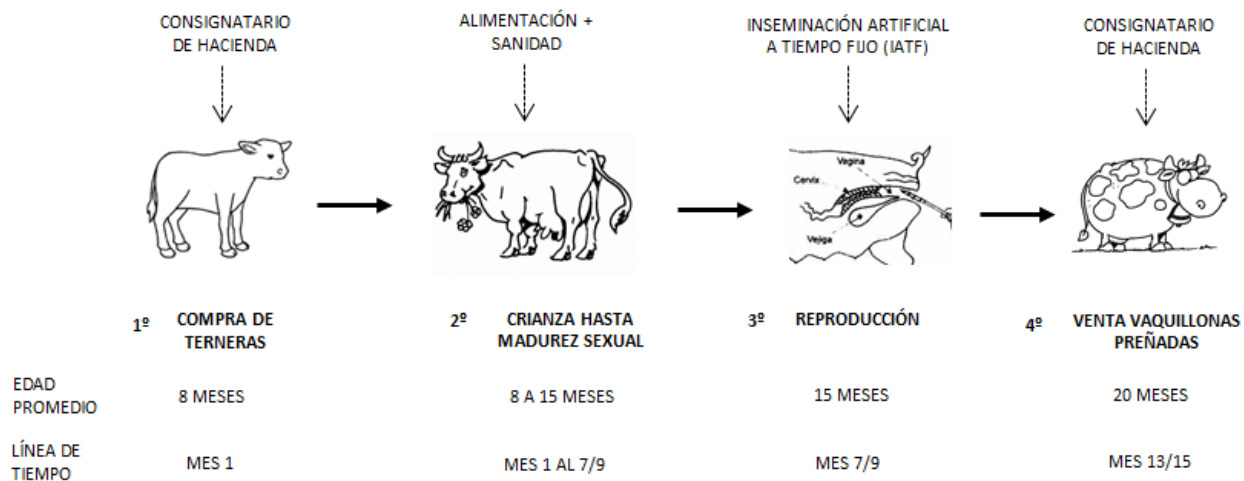 CONSIGNATARIO
DE HACIENDA
ALIMENTACIÓN +
SANIDAD
INSEMINACIÓN ARTIFICIAL
A TIEMPO FIJO (IATF)
CONSIGNATARIO
DE HACIENDA
Vagina
Cervix
Vejiga
1º COMPRA DE
TERNERAS
2º CRIANZA HASTA
MADUREZ SEXUAL
3º REPRODUCCIÓN
4º VENTA VAQUILLONAS
PREÑADAS
EDAD
PROMEDIO
8 MESES
8 A 15 MESES
15 MESES
20 MESES
LÍNEA DE
TIEMPO
MES 1
MES 1 AL 7/9
MES 7/9
MES 13/15